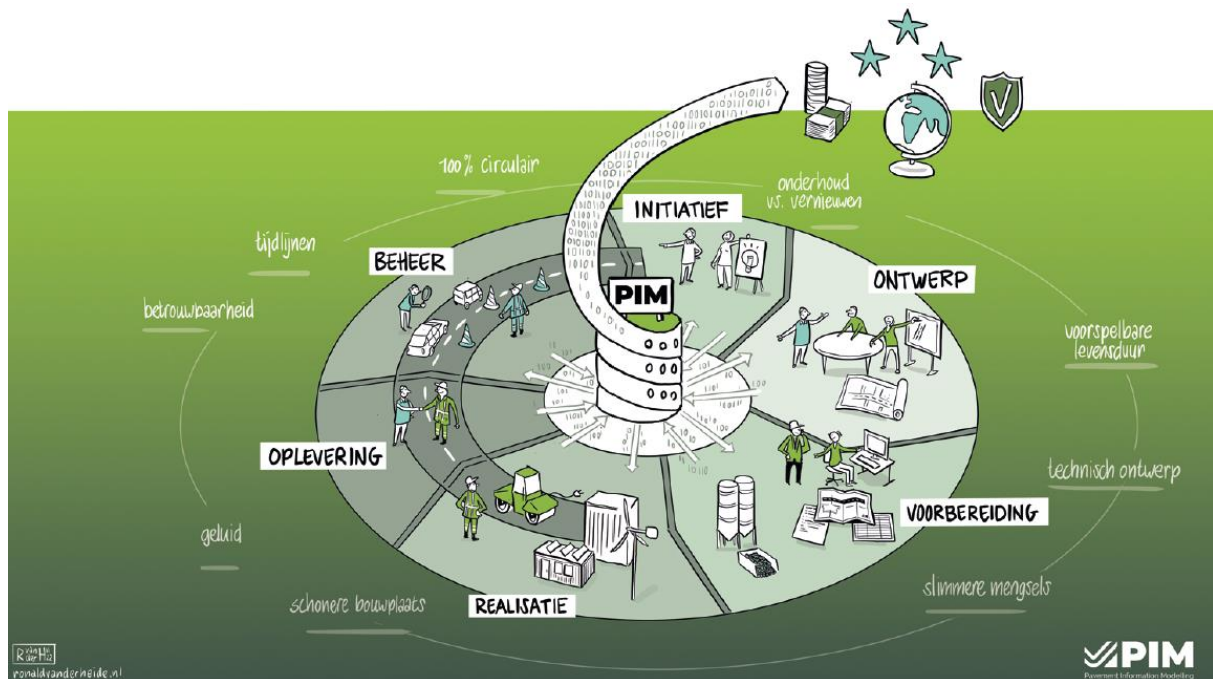 100% circulair
INITIATIEF
onderhoud
vs. vernieuwen
tijdlijnen
BEHEER
ONTWERP
PIM
betrouwbaarheid
voorspelbare
levensduur
OPLEVERING
technisch ontwerp
VOORBEREIDING
geluid
slimmere mengsels
schonere bouwplaats
REALISATIE
ronaldvanderheide.nl
PIM
Pavement Information Modelling